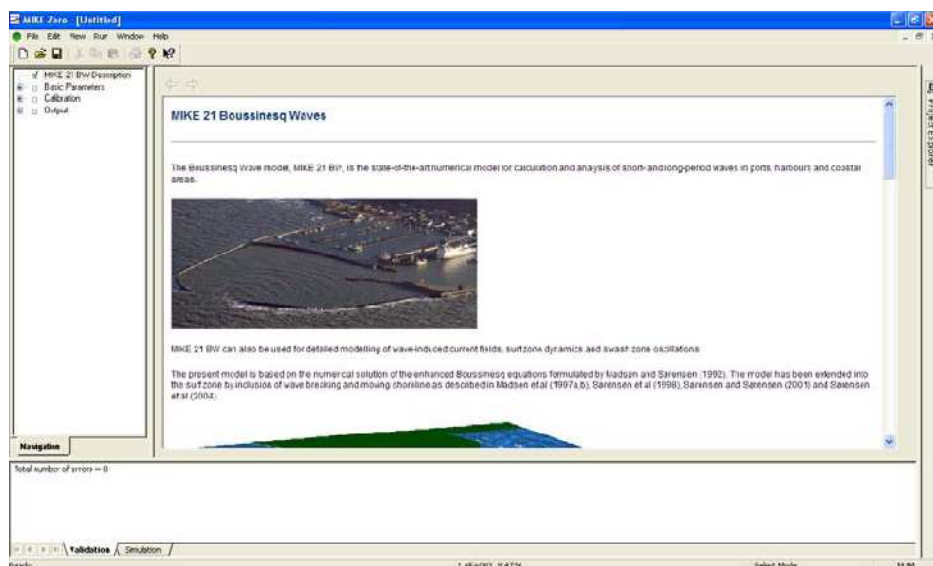 MIKE Zero - [Untitled]
File Edit View Run Window Help
MIKE 21 BW Description
Basic Parameters
Calibration
Output
MIKE 21 Boussinesq Waves
The Boussinesq Wave model, MIKE 21 BW, is the state-of-the-art numerical model for calculation and analysis of short- and long-period waves in ports, harbours and coastal
areas.
MIKE 21 BW can also be used for detailed modelling of wave-induced current fields, surf zone dynamics and swash zone oscillations
The present model is based on the numerical solution of the enhanced Boussinesq equations formulated by Madsen and Sørensen (1992). The model has been extended into
the surf zone by inclusion of wave breaking and moving shoreline as described in Madsen et al (1997a,b), Sørensen et al (1998), Sørensen and Sørensen (2001) and Sørensen
et al (2004).
Project Explorer
Navigation
Total number of errors = 0
Validation Simulation
Ready
Select Mode
NUM